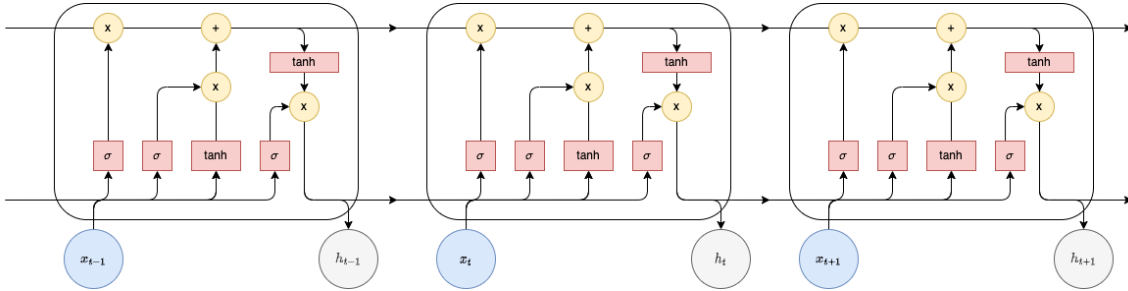 x + x + x +
tanh tanh tanh
x x x
x x x
σ σ tanh σ σ σ tanh σ σ σ tanh σ
x_{t-1} h_{t-1} x_t h_t x_{t+1} h_{t+1}